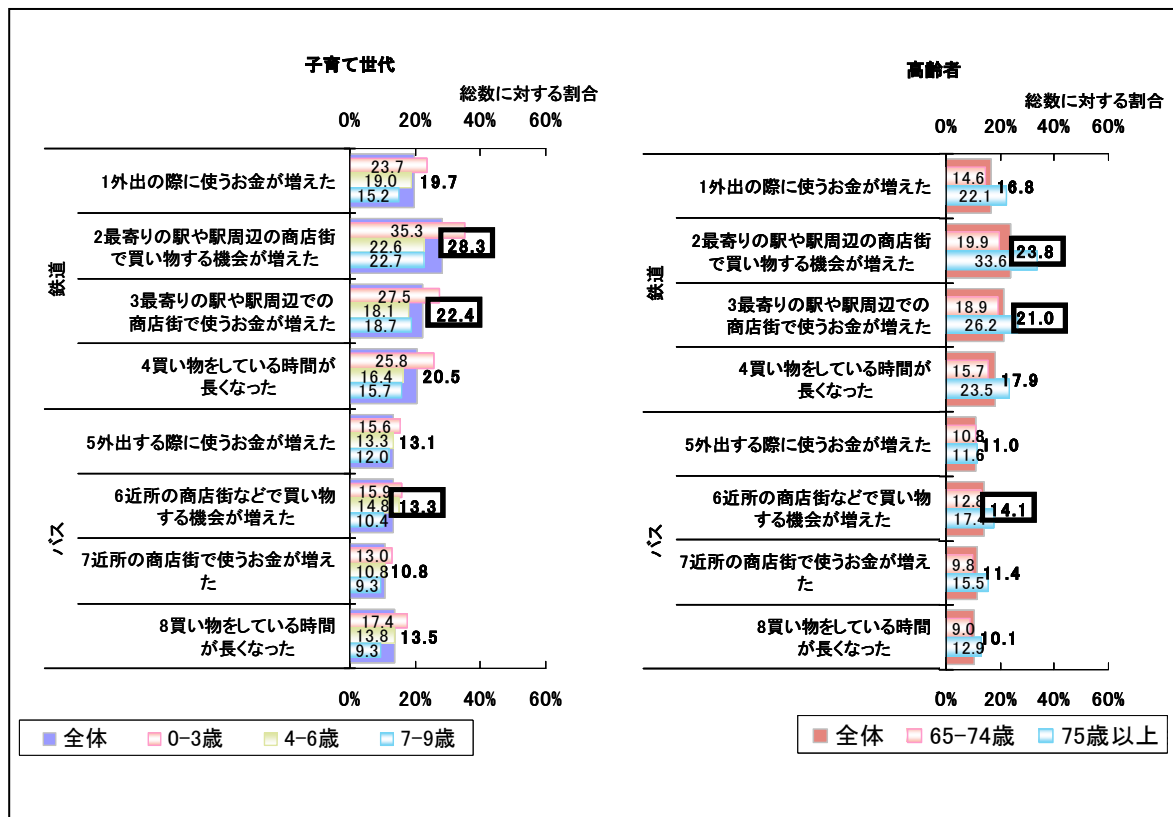 子育て世代
総数に対する割合
0% 20% 40% 60%
鉄道
1外出の際に使うお金が増えた
23.7
19.0
15.2
19.7
2最寄りの駅や駅周辺の商店街
で買い物する機会が増えた
35.3
22.6
22.7
28.3
3最寄りの駅や駅周辺での
商店街で使うお金が増えた
27.5
18.1
18.7
22.4
4買い物をしている時間が
長くなった
25.8
16.4
15.7
20.5
バス
5外出する際に使うお金が増えた
15.6
13.3
12.0
13.1
6近所の商店街などで買い物
する機会が増えた
15.9
14.8
10.4
13.3
7近所の商店街で使うお金が増え
た
13.0
10.8
9.3
10.8
8買い物をしている時間
が長くなった
17.4
13.8
9.3
13.5
0% 20% 40% 60%
全体 0-3歳 4-6歳 7-9歳
高齢者
総数に対する割合
0% 20% 40% 60%
鉄道
1外出の際に使うお金が増えた
14.6
22.1
16.8
2最寄りの駅や駅周辺の商店街
で買い物する機会が増えた
19.9
33.6
23.8
3最寄りの駅や駅周辺での
商店街で使うお金が増えた
18.9
26.2
21.0
4買い物をしている時間が
長くなった
15.7
23.5
17.9
バス
5外出する際に使うお金が増えた
10.8
11.6
11.0
6近所の商店街などで買い物
する機会が増えた
12.8
17.4
14.1
7近所の商店街で使うお金が増え
た
9.8
15.5
11.4
8買い物をしている時間
が長くなった
9.0
12.9
10.1
0% 20% 40% 60%
全体 65-74歳 75歳以上